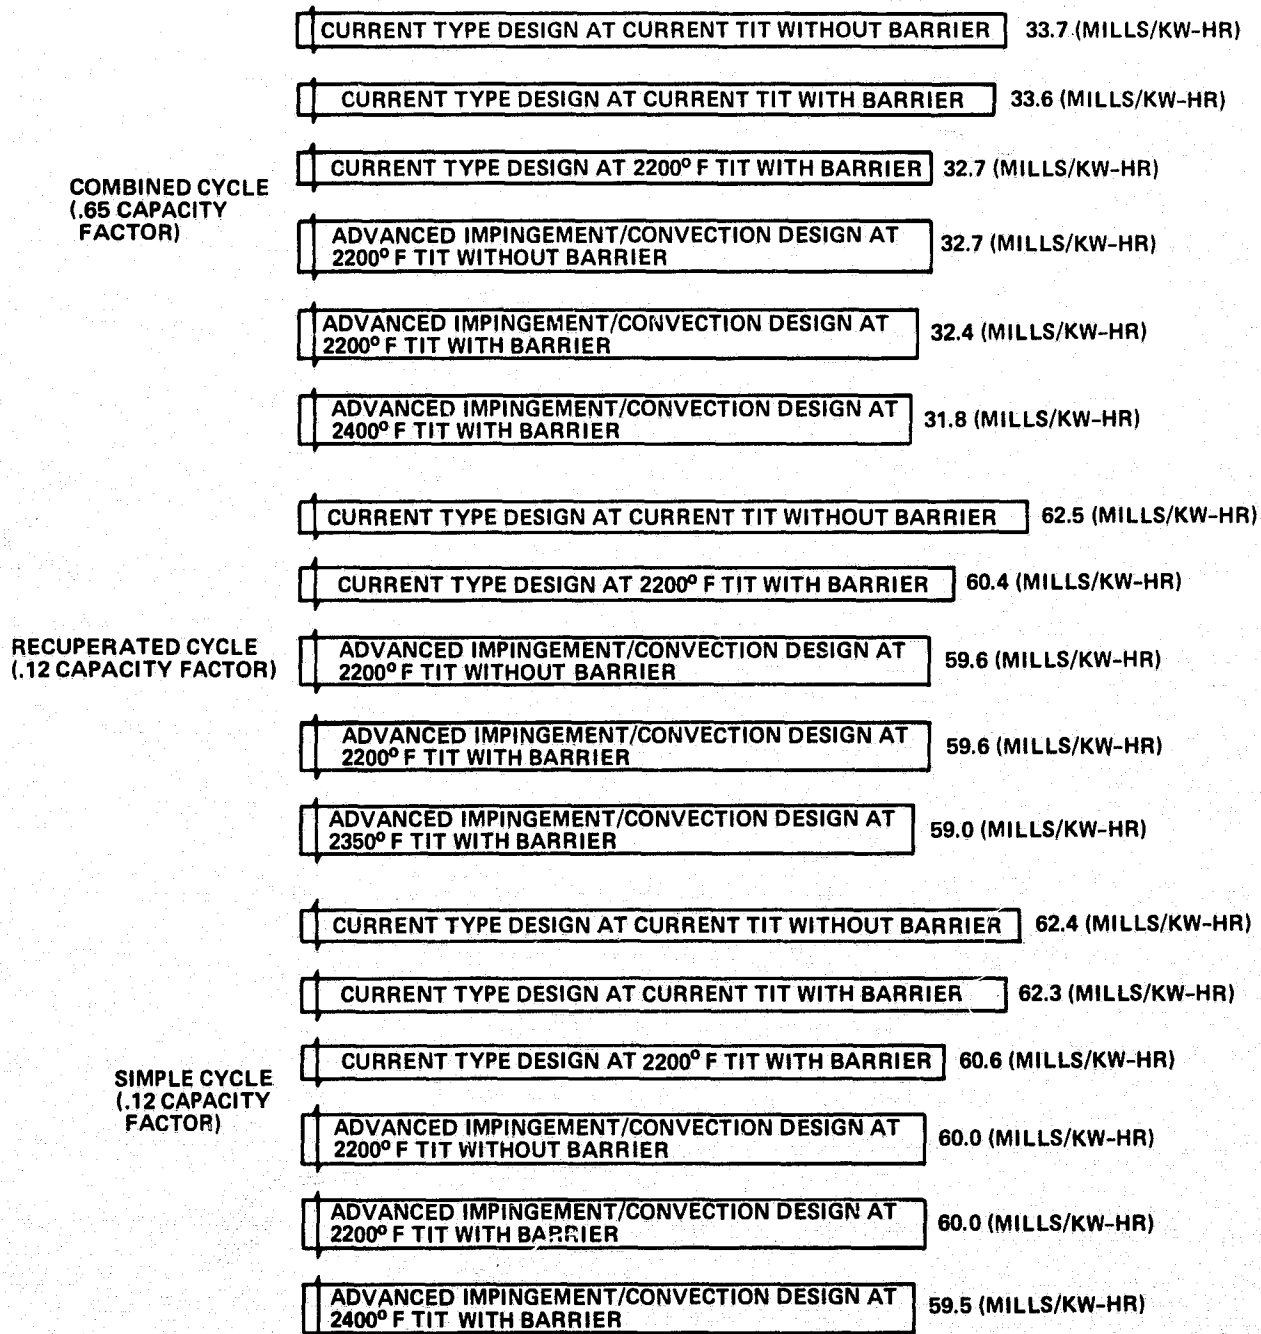 CURRENT TYPE DESIGN AT CURRENT TIT WITHOUT BARRIER 33.7 (MILLS/KW-HR)
CURRENT TYPE DESIGN AT CURRENT TIT WITH BARRIER 33.6 (MILLS/KW-HR)
CURRENT TYPE DESIGN AT 2200º F TIT WITH BARRIER 32.7 (MILLS/KW-HR)
COMBINED CYCLE
(.65 CAPACITY
FACTOR)
ADVANCED IMPINGEMENT/CONVECTION DESIGN AT
2200º F TIT WITHOUT BARRIER
32.7 (MILLS/KW-HR)
ADVANCED IMPINGEMENT/CONVECTION DESIGN AT
2200º F TIT WITH BARRIER
32.4 (MILLS/KW-HR)
ADVANCED IMPINGEMENT/CONVECTION DESIGN AT
2400º F TIT WITH BARRIER
31.8 (MILLS/KW-HR)
CURRENT TYPE DESIGN AT CURRENT TIT WITHOUT BARRIER 62.5 (MILLS/KW-HR)
CURRENT TYPE DESIGN AT 2200º F TIT WITH BARRIER 60.4 (MILLS/KW-HR)
RECUPERATED CYCLE
(.12 CAPACITY FACTOR)
ADVANCED IMPINGEMENT/CONVECTION DESIGN AT
2200º F TIT WITHOUT BARRIER
59.6 (MILLS/KW-HR)
ADVANCED IMPINGEMENT/CONVECTION DESIGN AT
2200º F TIT WITH BARRIER
59.6 (MILLS/KW-HR)
ADVANCED IMPINGEMENT/CONVECTION DESIGN AT
2350º F TIT WITH BARRIER
59.0 (MILLS/KW-HR)
CURRENT TYPE DESIGN AT CURRENT TIT WITHOUT BARRIER 62.4 (MILLS/KW-HR)
CURRENT TYPE DESIGN AT CURRENT TIT WITH BARRIER 62.3 (MILLS/KW-HR)
CURRENT TYPE DESIGN AT 2200º F TIT WITH BARRIER 60.6 (MILLS/KW-HR)
SIMPLE CYCLE
(.12 CAPACITY
FACTOR)
ADVANCED IMPINGEMENT/CONVECTION DESIGN AT
2200º F TIT WITHOUT BARRIER
60.0 (MILLS/KW-HR)
ADVANCED IMPINGEMENT/CONVECTION DESIGN AT
2200º F TIT WITH BARRIER
60.0 (MILLS/KW-HR)
ADVANCED IMPINGEMENT/CONVECTION DESIGN AT
2400º F TIT WITH BARRIER
59.5 (MILLS/KW-HR)